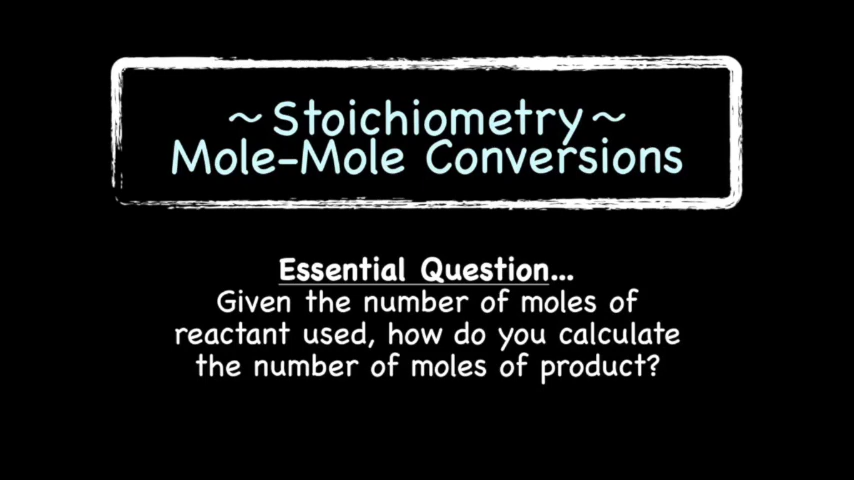 ~Stoichiometry~
Mole-Mole Conversions
Essential Question...
Given the number of moles of
reactant used, how do you calculate
the number of moles of product?